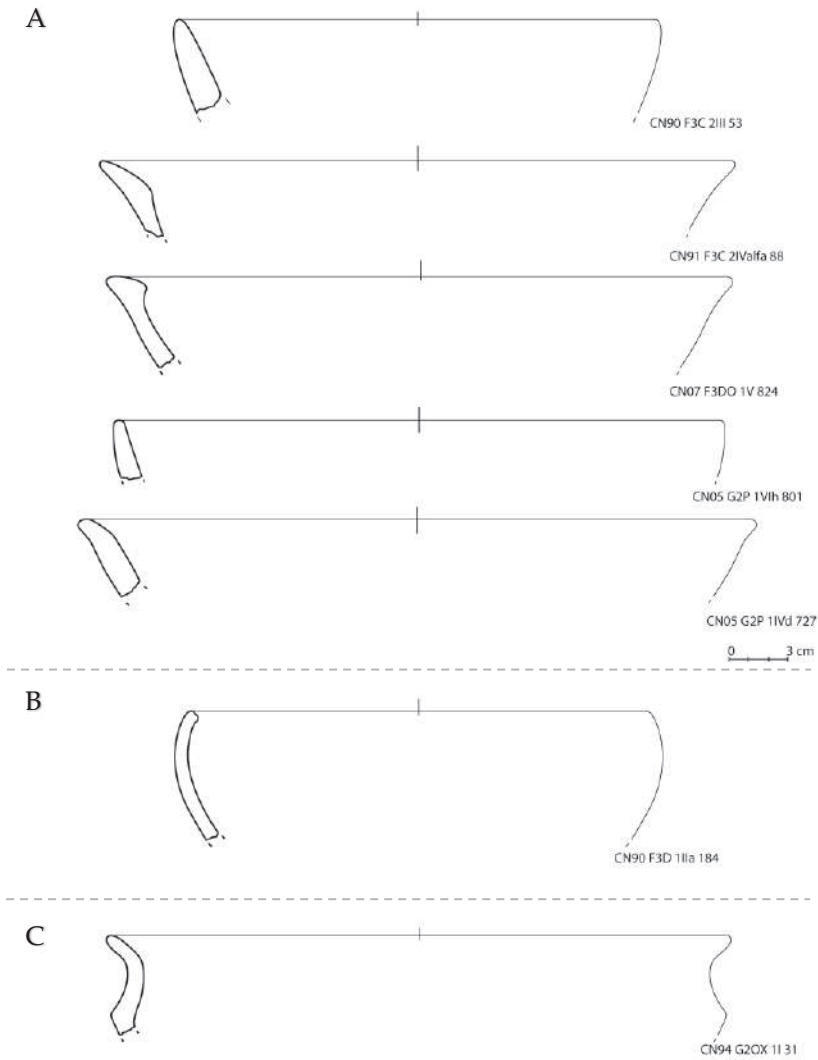 A
CN90 F3C 2III 53
CN91 F3C 2IValfa 88
CN07 F3DO 1V 824
CN05 G2P 1VIh 801
CN05 G2P 1IVd 727
0 3 cm
B
CN90 F3D 1IIa 184
C
CN94 G2OX 1I 31